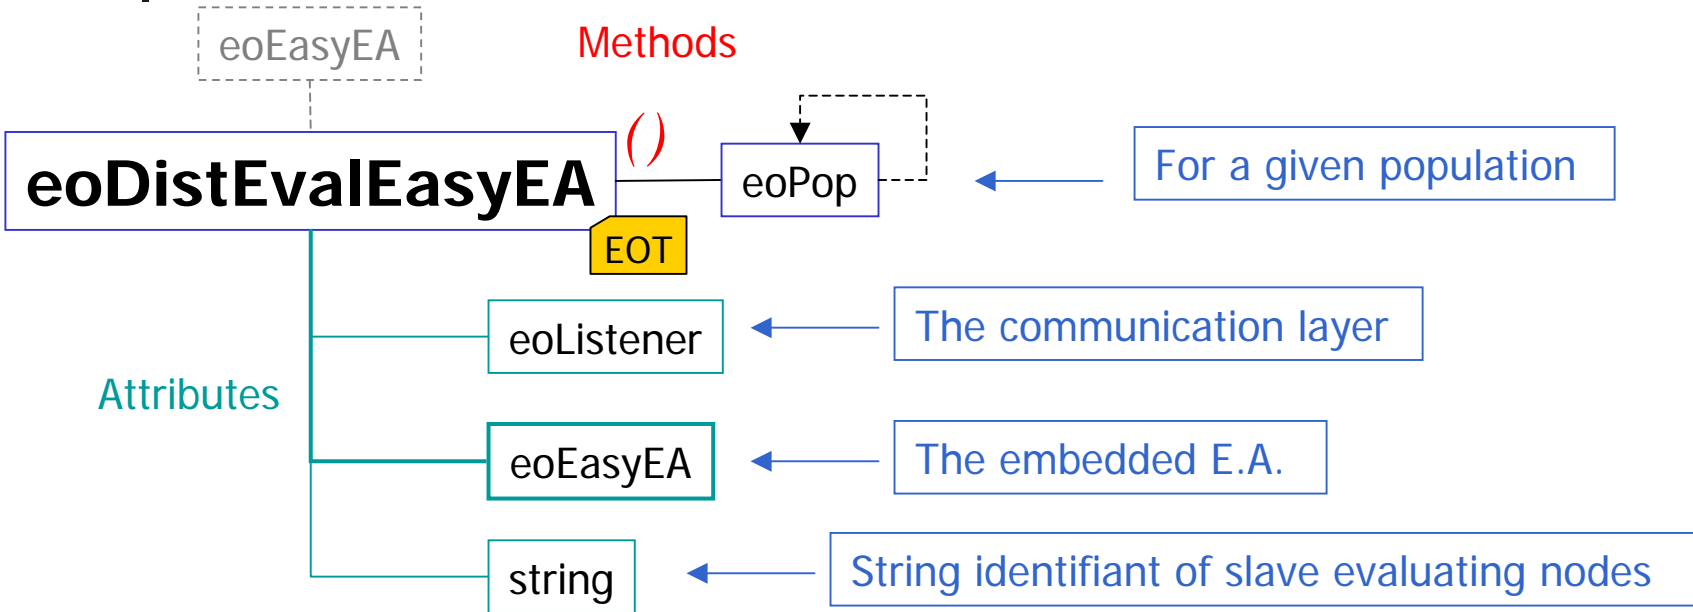 eoEasyEA
Methods
eoDistEvalEasyEA
()
eoPop
For a given population
EOT
eoListener
The communication layer
Attributes
eoEasyEA
The embedded E.A.
string
String identifiant of slave evaluating nodes